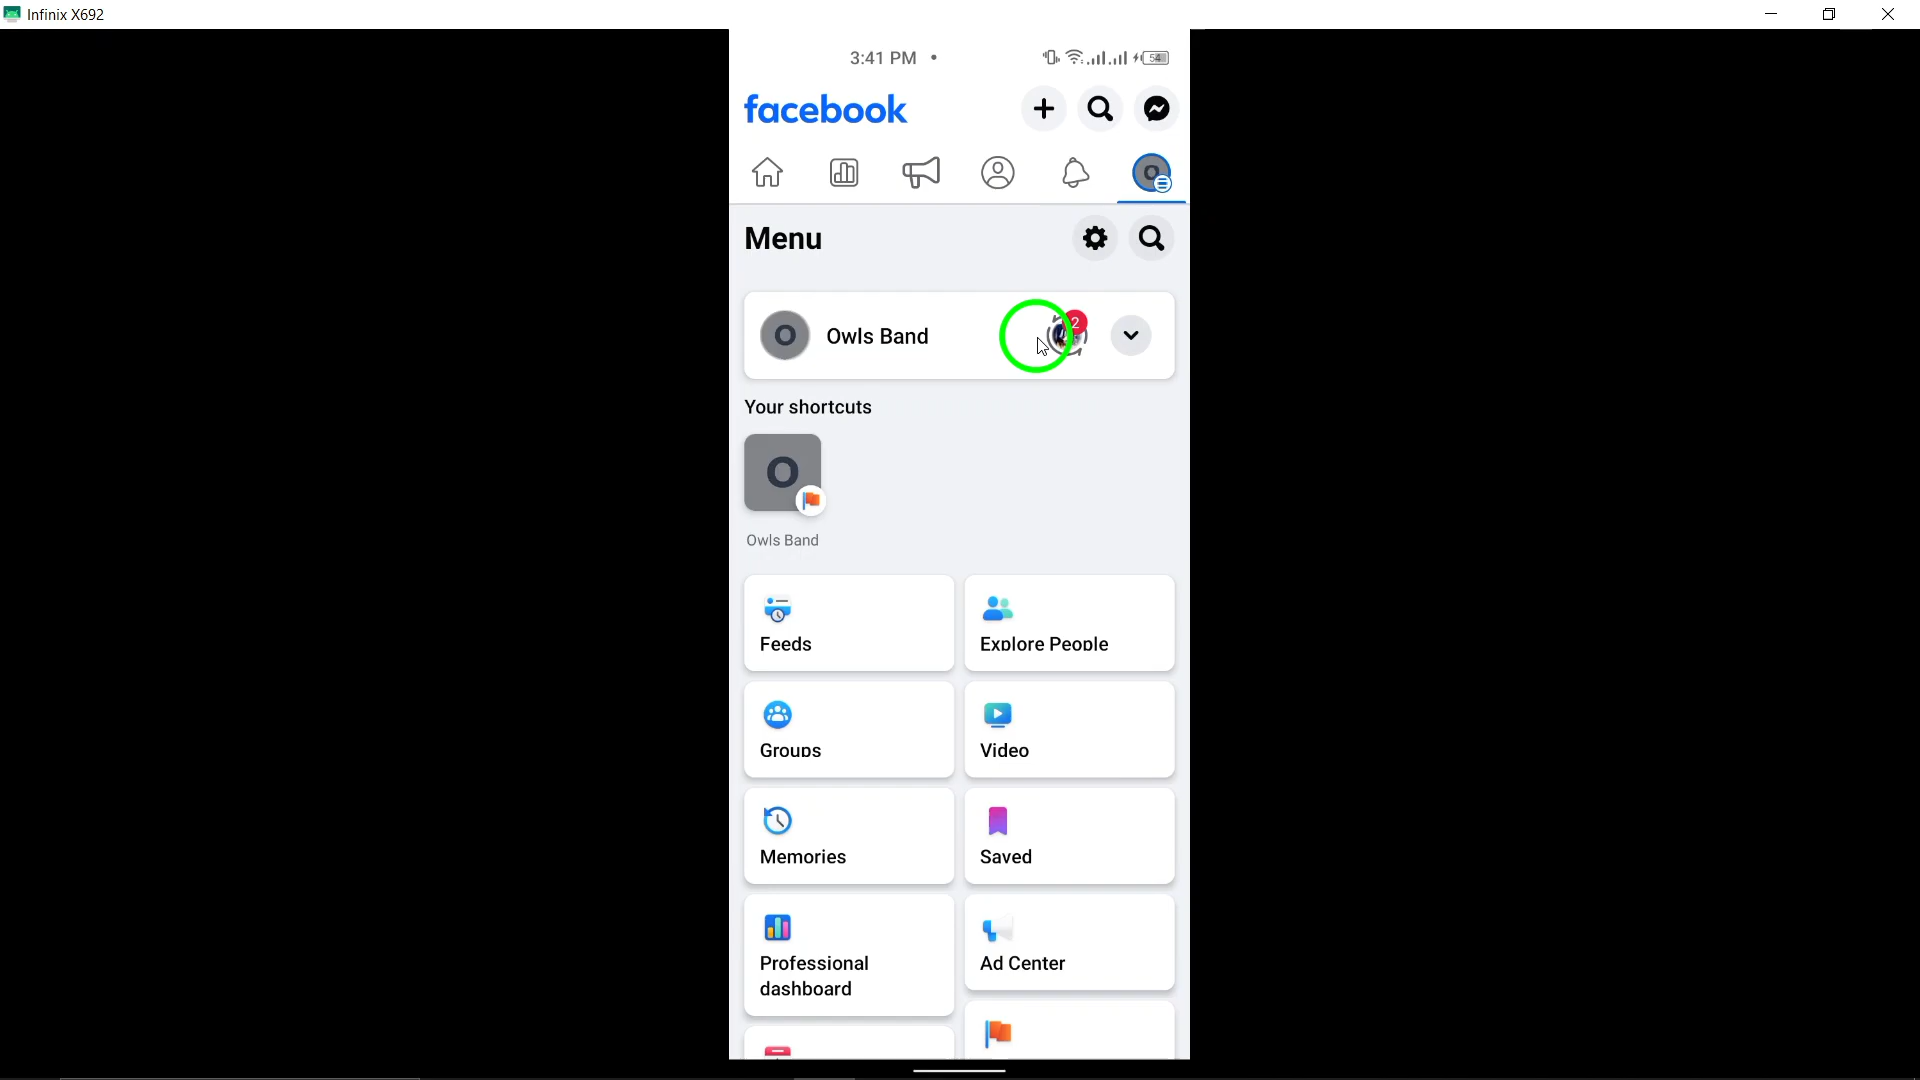 Infinix X692
3:41 PM
54
facebook
O
Menu
O Owls Band 2
Your shortcuts
O
Owls Band
Feeds
Explore People
Groups
Video
Memories
Saved
Professional
dashboard
Ad Center